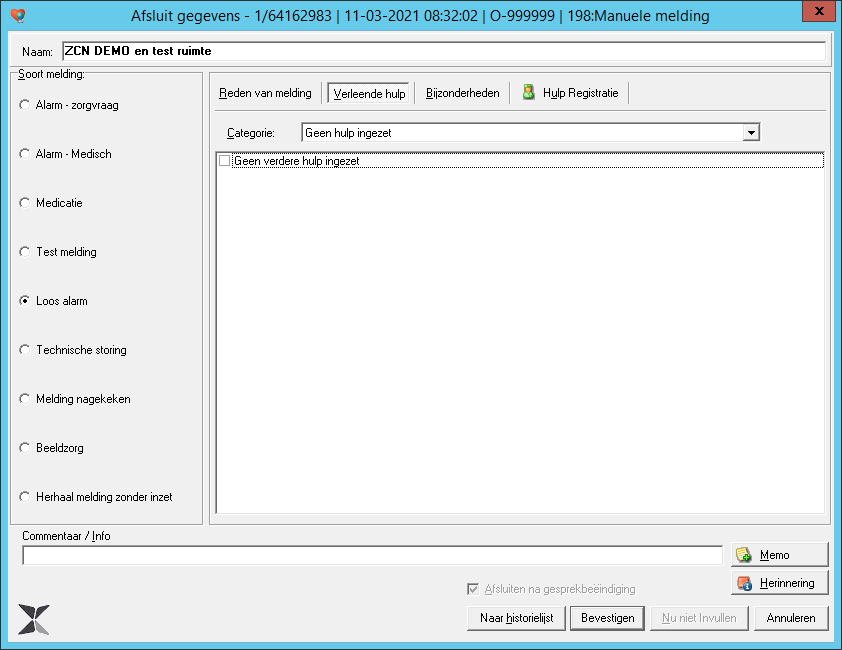 Afsluit gegevens - 1/64162983 | 11-03-2021 08:32:02 | O-999999 | 198:Manuele melding
x
Naam: ZCN DEMO en test ruimte
Soort melding:
Alarm - zorgvraag
Alarm - Medisch
Medicatie
Test melding
Loos alarm
Technische storing
Melding nagekeken
Beeldzorg
Herhaal melding zonder inzet
Reden van melding Verleende hulp Bijzonderheden Hulp Registratie
Categorie: Geen hulp ingezet
Geen verdere hulp ingezet
Commentaar / Info
Memo
Afsluiten na gesprekbeëindiging
Herinnering
Naar historielijst Bevestigen Nu niet Invullen Annuleren